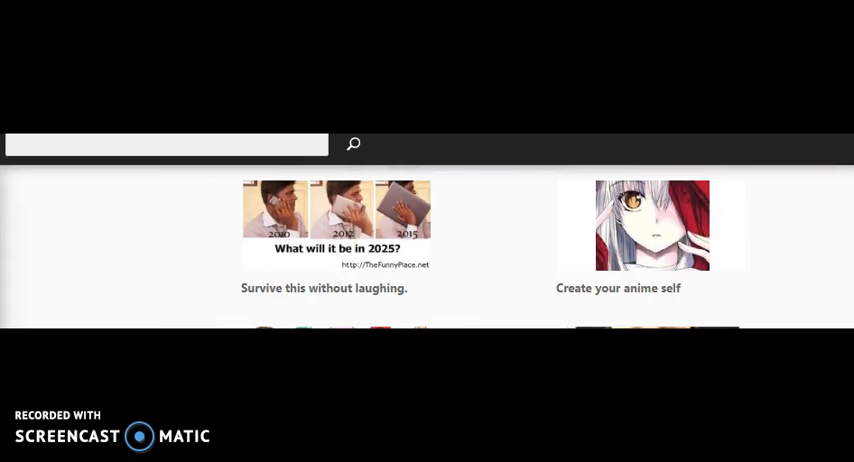 2010 2012 2015
What will it be in 2025?
http://TheFunnyPlace.net
Survive this without laughing.
Create your anime self
RECORDED WITH
SCREENCAST MATIC